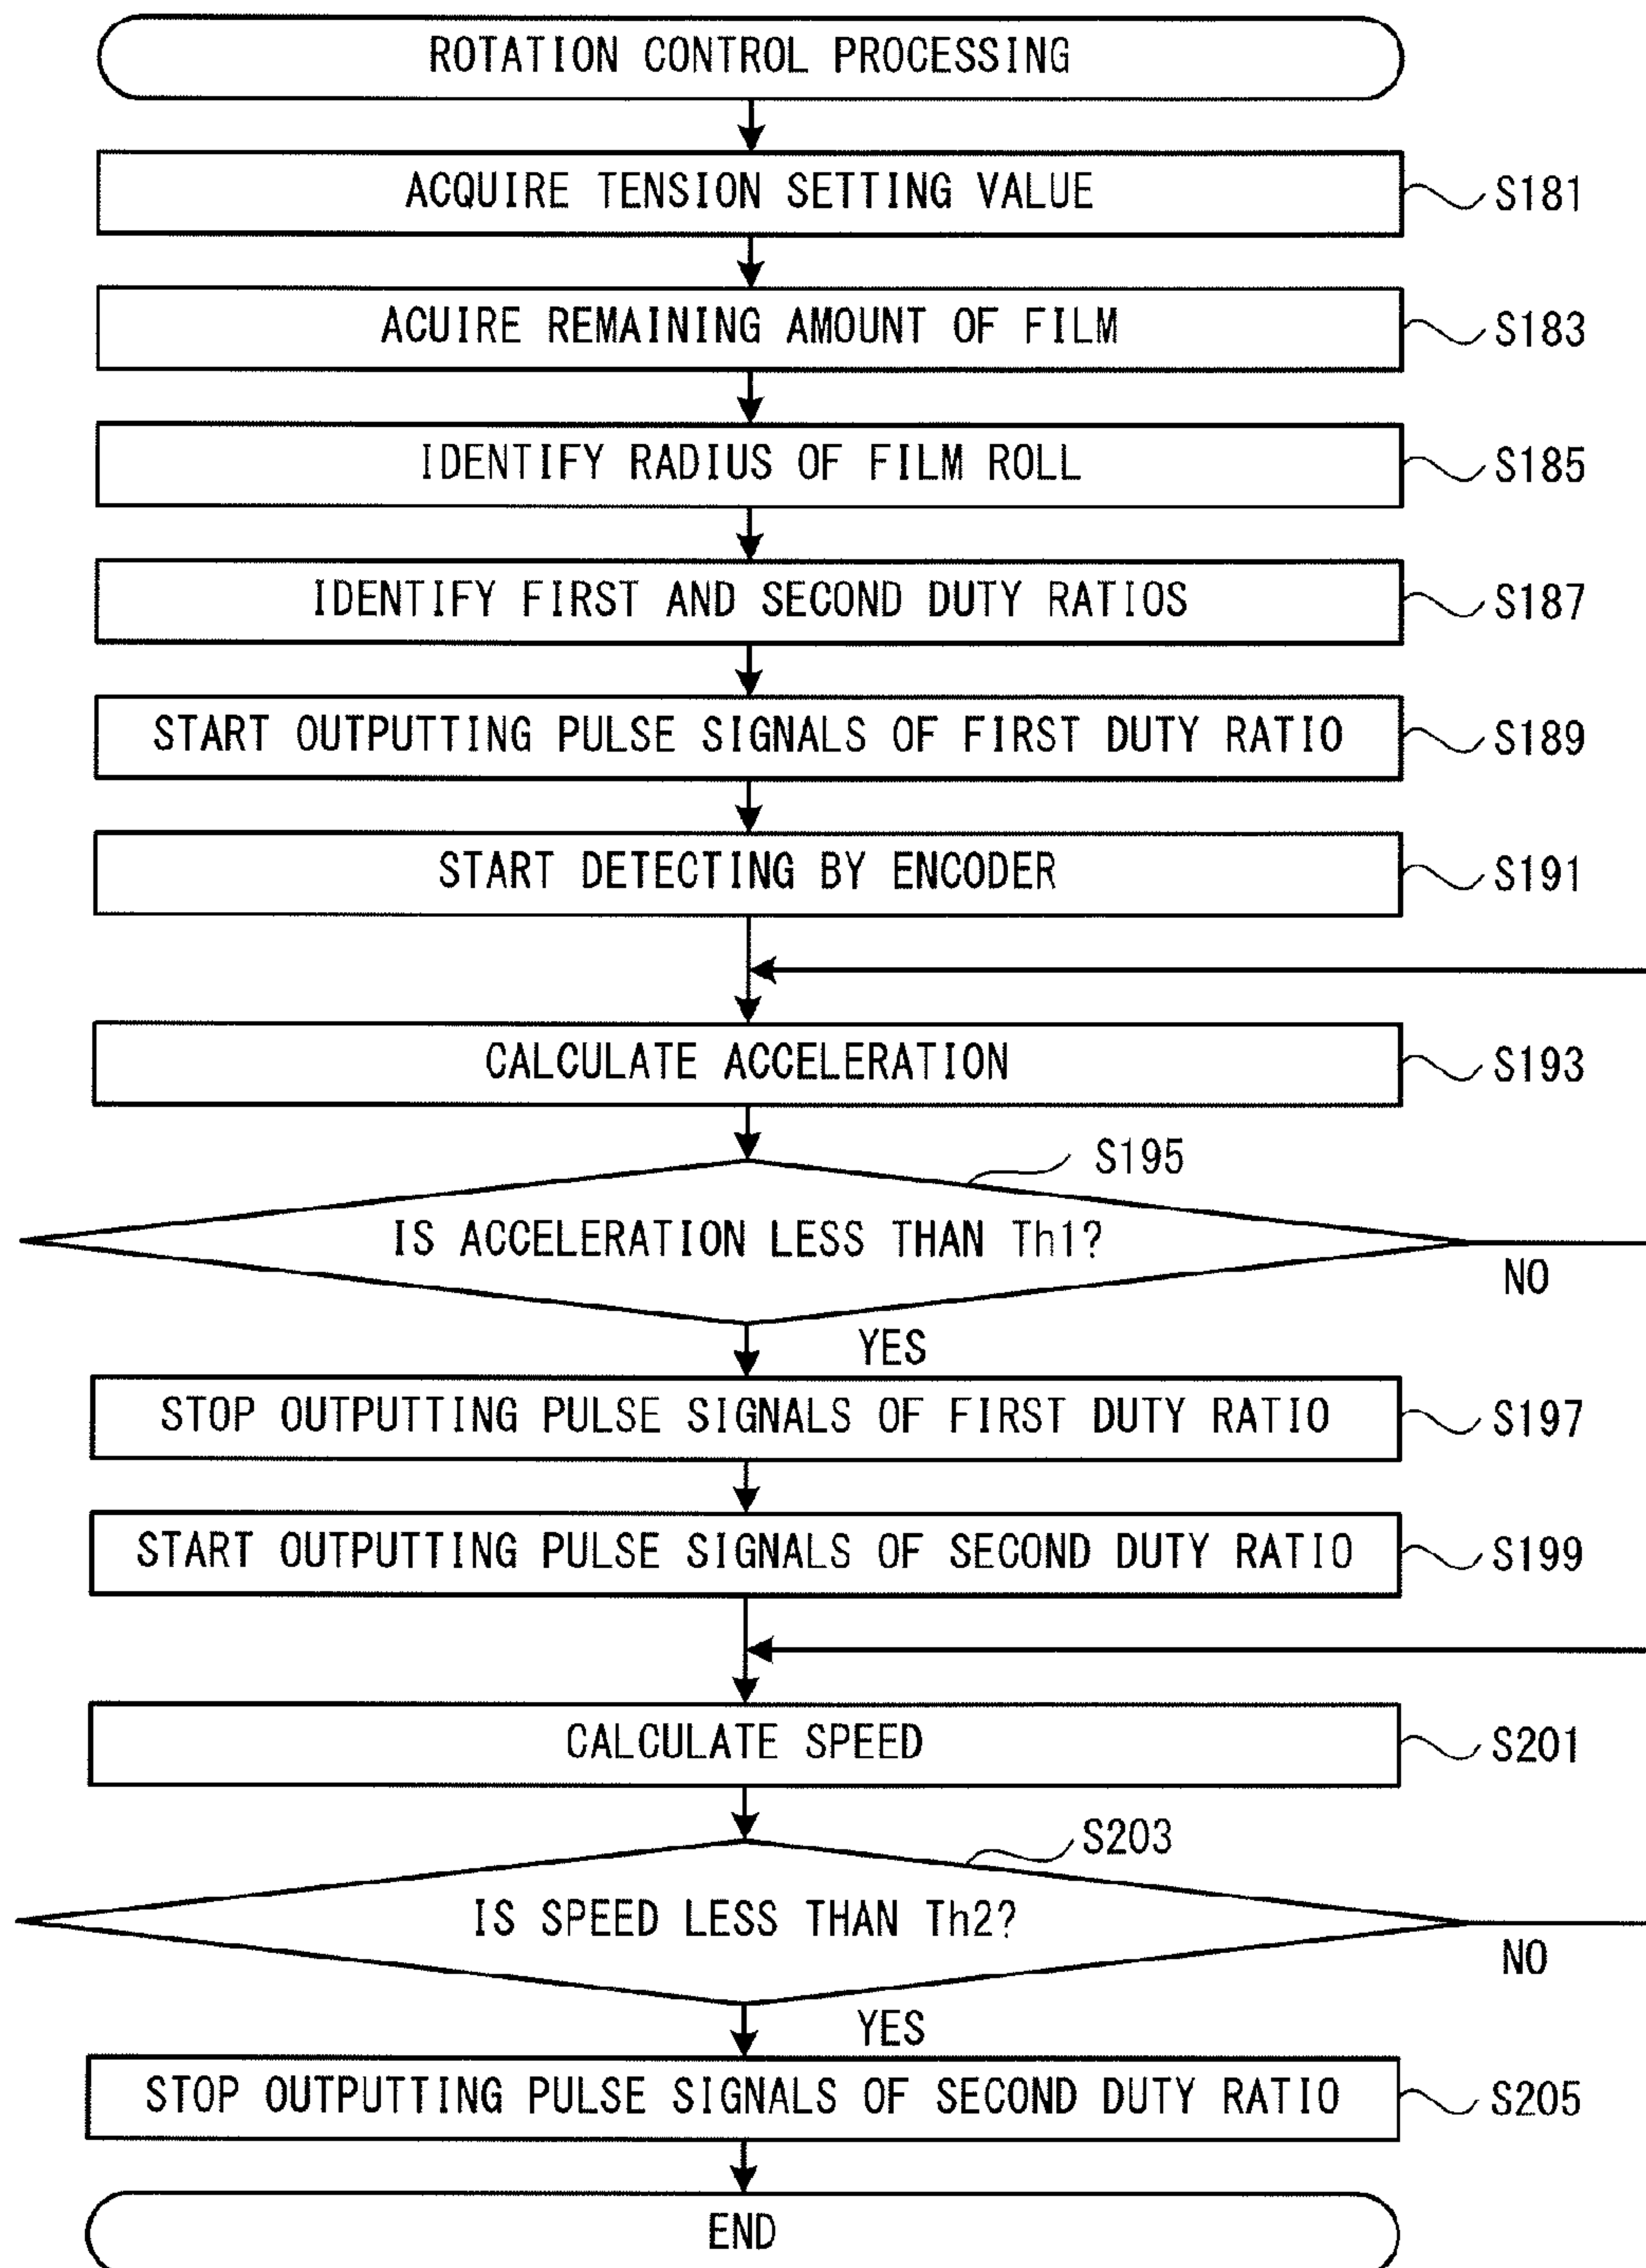 ROTATION CONTROL PROCESSING
ACQUIRE TENSION SETTING VALUE
S181
ACUIRE REMAINING AMOUNT OF FILM
S183
IDENTIFY RADIUS OF FILM ROLL
S185
IDENTIFY FIRST AND SECOND DUTY RATIOS
S187
START OUTPUTTING PULSE SIGNALS OF FIRST DUTY RATIO
S189
START DETECTING BY ENCODER
S191
CALCULATE ACCELERATION
S193
S195
IS ACCELERATION LESS THAN Th1?
NO
YES
STOP OUTPUTTING PULSE SIGNALS OF FIRST DUTY RATIO
S197
START OUTPUTTING PULSE SIGNALS OF SECOND DUTY RATIO
S199
CALCULATE SPEED
S201
S203
IS SPEED LESS THAN Th2?
NO
YES
STOP OUTPUTTING PULSE SIGNALS OF SECOND DUTY RATIO
S205
END